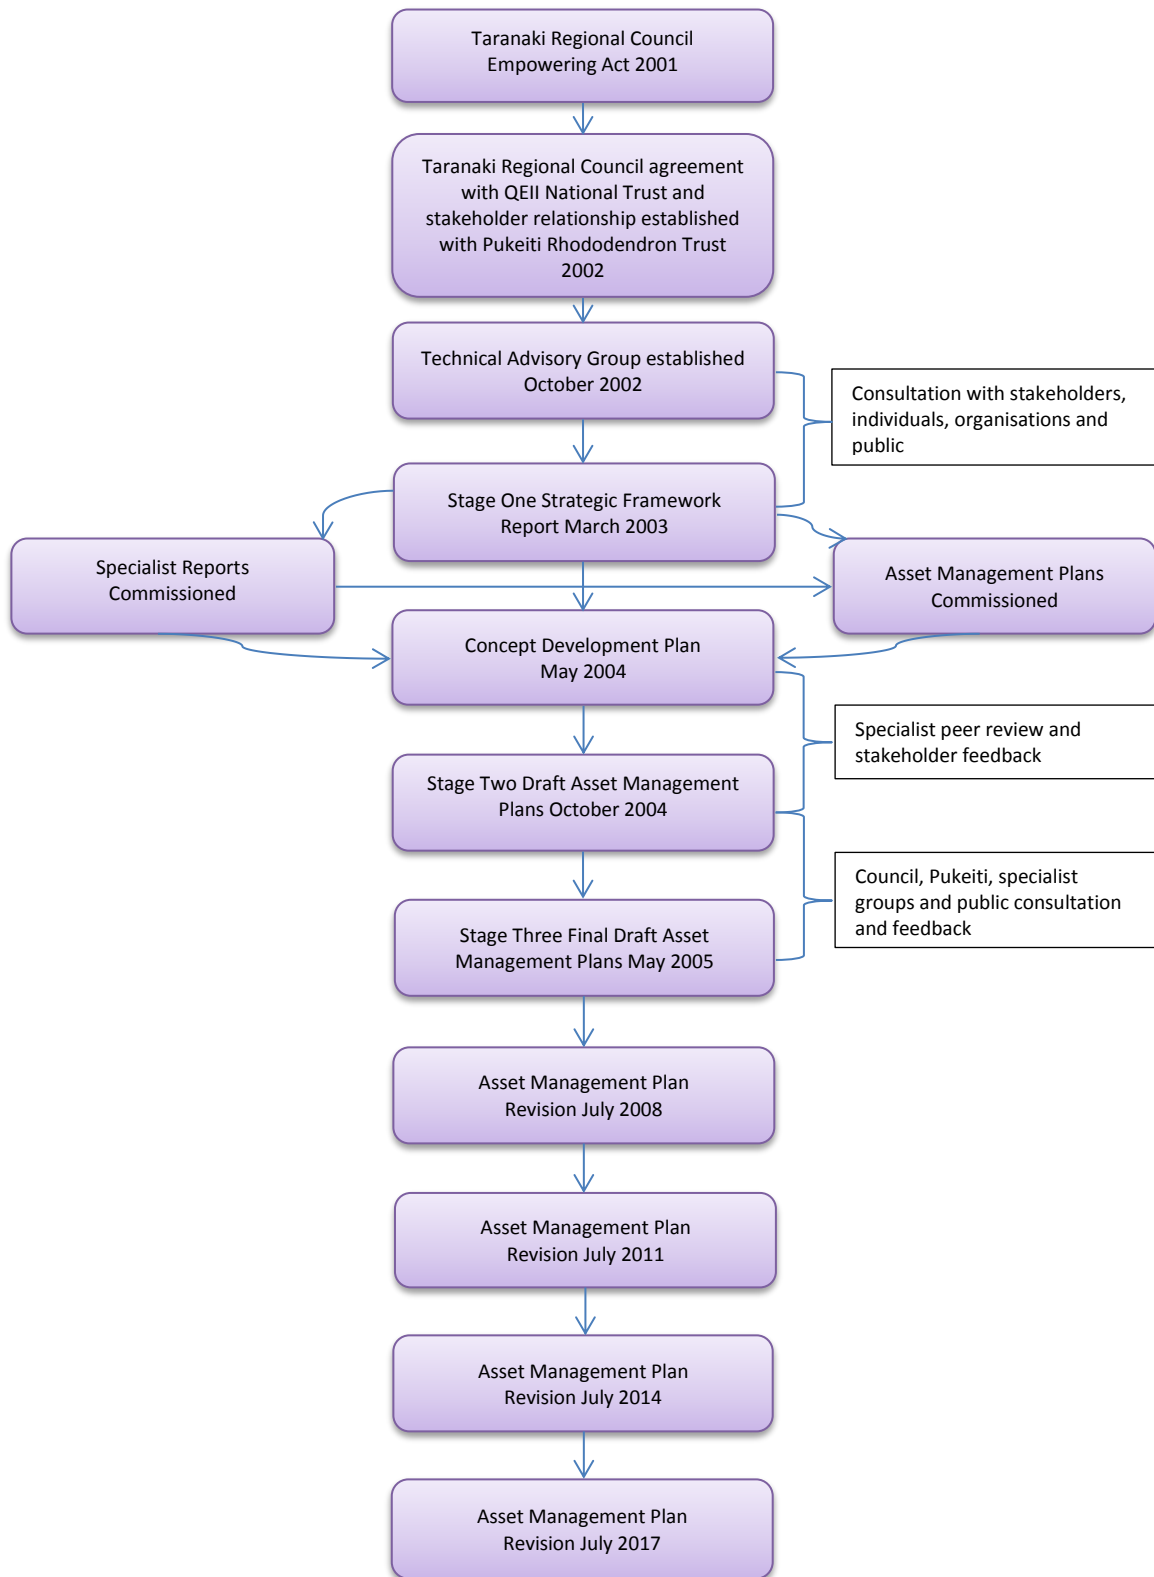 Taranaki Regional Council
Empowering Act 2001
Taranaki Regional Council agreement
with QEII National Trust and
stakeholder relationship established
with Pukeiti Rhododendron Trust
2002
Technical Advisory Group established
October 2002
Consultation with stakeholders,
individuals, organisations and
public
Stage One Strategic Framework
Report March 2003
Specialist Reports
Commissioned
Asset Management Plans
Commissioned
Concept Development Plan
May 2004
Specialist peer review and
stakeholder feedback
Stage Two Draft Asset Management
Plans October 2004
Council, Pukeiti, specialist
groups and public consultation
and feedback
Stage Three Final Draft Asset
Management Plans May 2005
Asset Management Plan
Revision July 2008
Asset Management Plan
Revision July 2011
Asset Management Plan
Revision July 2014
Asset Management Plan
Revision July 2017